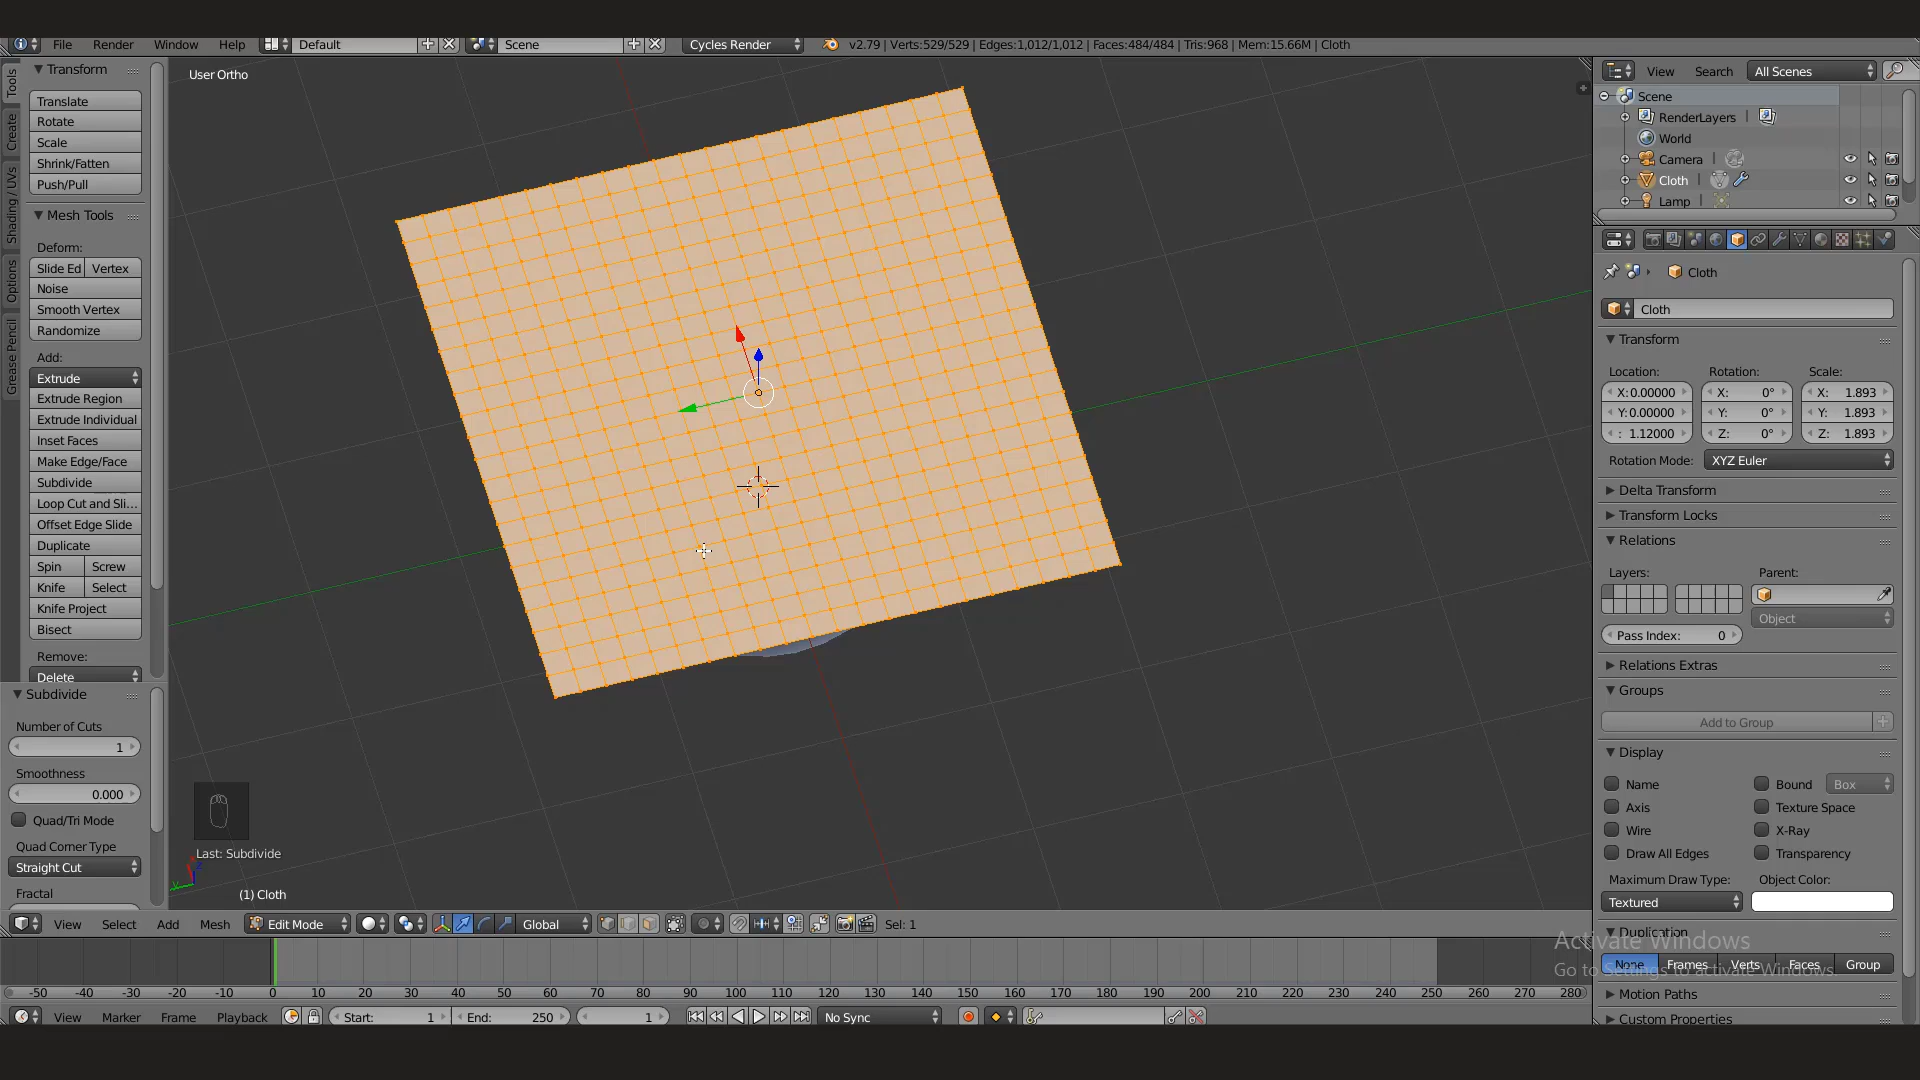 File Render Window Help Default Scene Cycles Render v2.79 | Verts:529/529 | Edges:1,012/1,012 | Faces:484/484 | Tris:968 | Mem:15.66M | Cloth
Tools
Create
Shading / UVs
Options
Grease Pencil
Transform
Translate
Rotate
Scale
Shrink/Fatten
Push/Pull
Mesh Tools
Deform:
Slide Ed Vertex
Noise
Smooth Vertex
Randomize
Add:
Extrude
Extrude Region
Extrude Individual
Inset Faces
Make Edge/Face
Subdivide
Loop Cut and Sli...
Offset Edge Slide
Duplicate
Spin Screw
Knife Select
Knife Project
Bisect
Remove:
Delete
Subdivide
Number of Cuts
1
Smoothness
0.000
Quad/Tri Mode
Quad Corner Type
Straight Cut
Fractal
User Ortho
Last: Subdivide
(1) Cloth
View Select Add Mesh Edit Mode Global Sel: 1
-50 -40 -30 -20 -10 0 10 20 30 40 50 60 70 80 90 100 110 120 130 140 150 160 170 180 190 200 210 220 230 240 250 260 270 280
View Marker Frame Playback Start: 1 End: 250 1 No Sync
View Search All Scenes
Scene
RenderLayers |
World
Camera |
Cloth |
Lamp |
Cloth
Cloth
Transform
Location: Rotation: Scale:
X:0.00000 X: 0° X: 1.893
Y:0.00000 Y: 0° Y: 1.893
: 1.12000 Z: 0° Z: 1.893
Rotation Mode: XYZ Euler
Delta Transform
Transform Locks
Relations
Layers: Parent:
Object
Pass Index: 0
Relations Extras
Groups
Add to Group
Display
Name Bound Box
Axis Texture Space
Wire X-Ray
Draw All Edges Transparency
Maximum Draw Type: Object Color:
Textured
Duplication
Activate Windows
None Frames Verts Faces Group
Go to Settings to activate Windows.
Motion Paths
Custom Properties